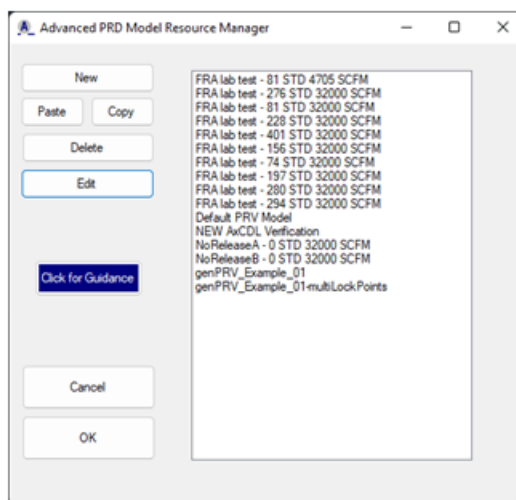 Advanced PRD Model Resource Manager
New
Paste Copy
Delete
Edit
Click for Guidance
Cancel
OK
FRA lab test - 81 STD 4705 SCFM
FRA lab test - 276 STD 32000 SCFM
FRA lab test - 81 STD 32000 SCFM
FRA lab test - 228 STD 32000 SCFM
FRA lab test - 401 STD 32000 SCFM
FRA lab test - 156 STD 32000 SCFM
FRA lab test - 74 STD 32000 SCFM
FRA lab test - 197 STD 32000 SCFM
FRA lab test - 280 STD 32000 SCFM
FRA lab test - 294 STD 32000 SCFM
Default PRV Model
NEW AxCDL Verification
NoReleaseA - 0 STD 32000 SCFM
NoReleaseB - 0 STD 32000 SCFM
genPRV_Example_01
genPRV_Example_01-multiLockPoints